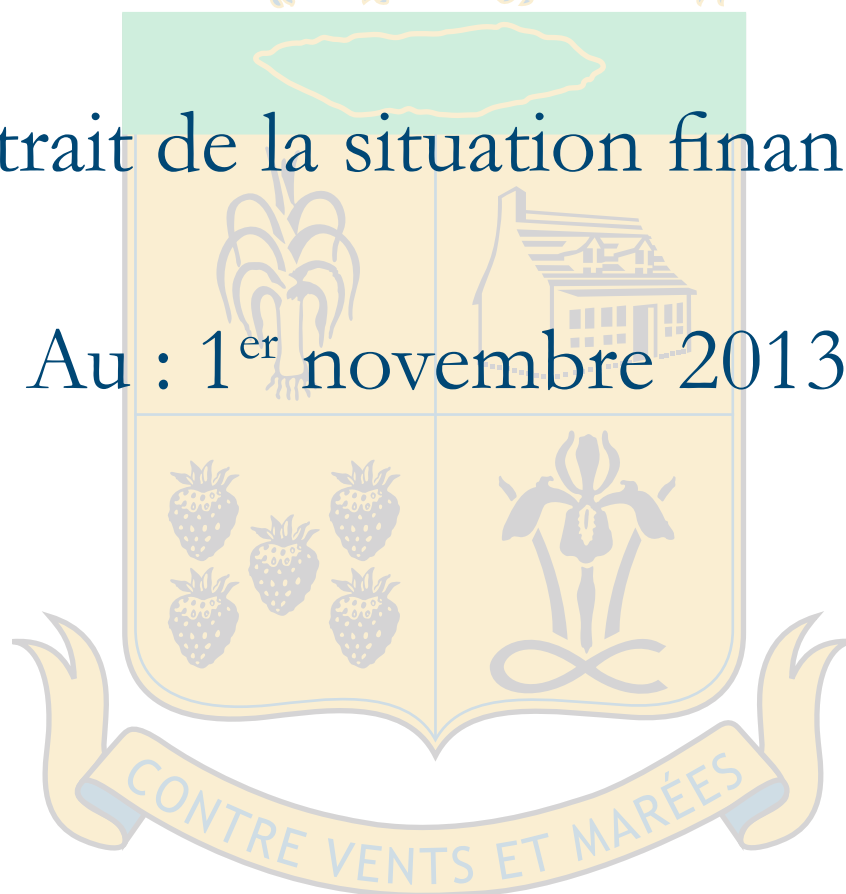 trait de la situation finan
Au : 1er novembre 2013
CONTRE VENTS ET MARÉES